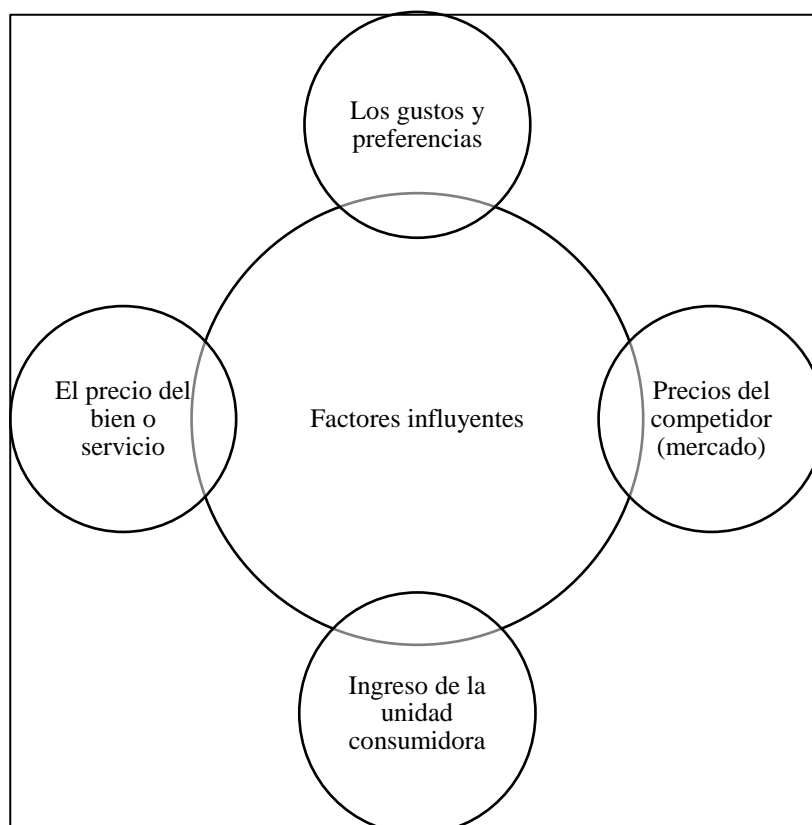 Los gustos y
preferencias
El precio del
bien o
servicio
Factores influyentes
Precios del
competidor
(mercado)
Ingreso de la
unidad
consumidora